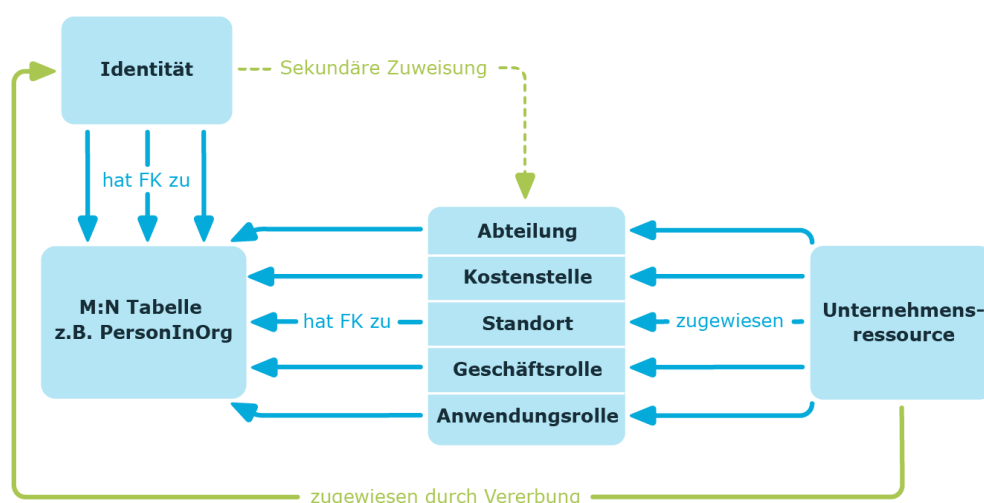 Identität
Sekundäre Zuweisung
hat FK zu
Abteilung
Kostenstelle
M:N Tabelle
z.B. PersonInOrg
hat FK zu
Standort
zugewiesen
Unternehmens-
ressource
Geschäftsrolle
Anwendungsrolle
zugewiesen durch Vererbung